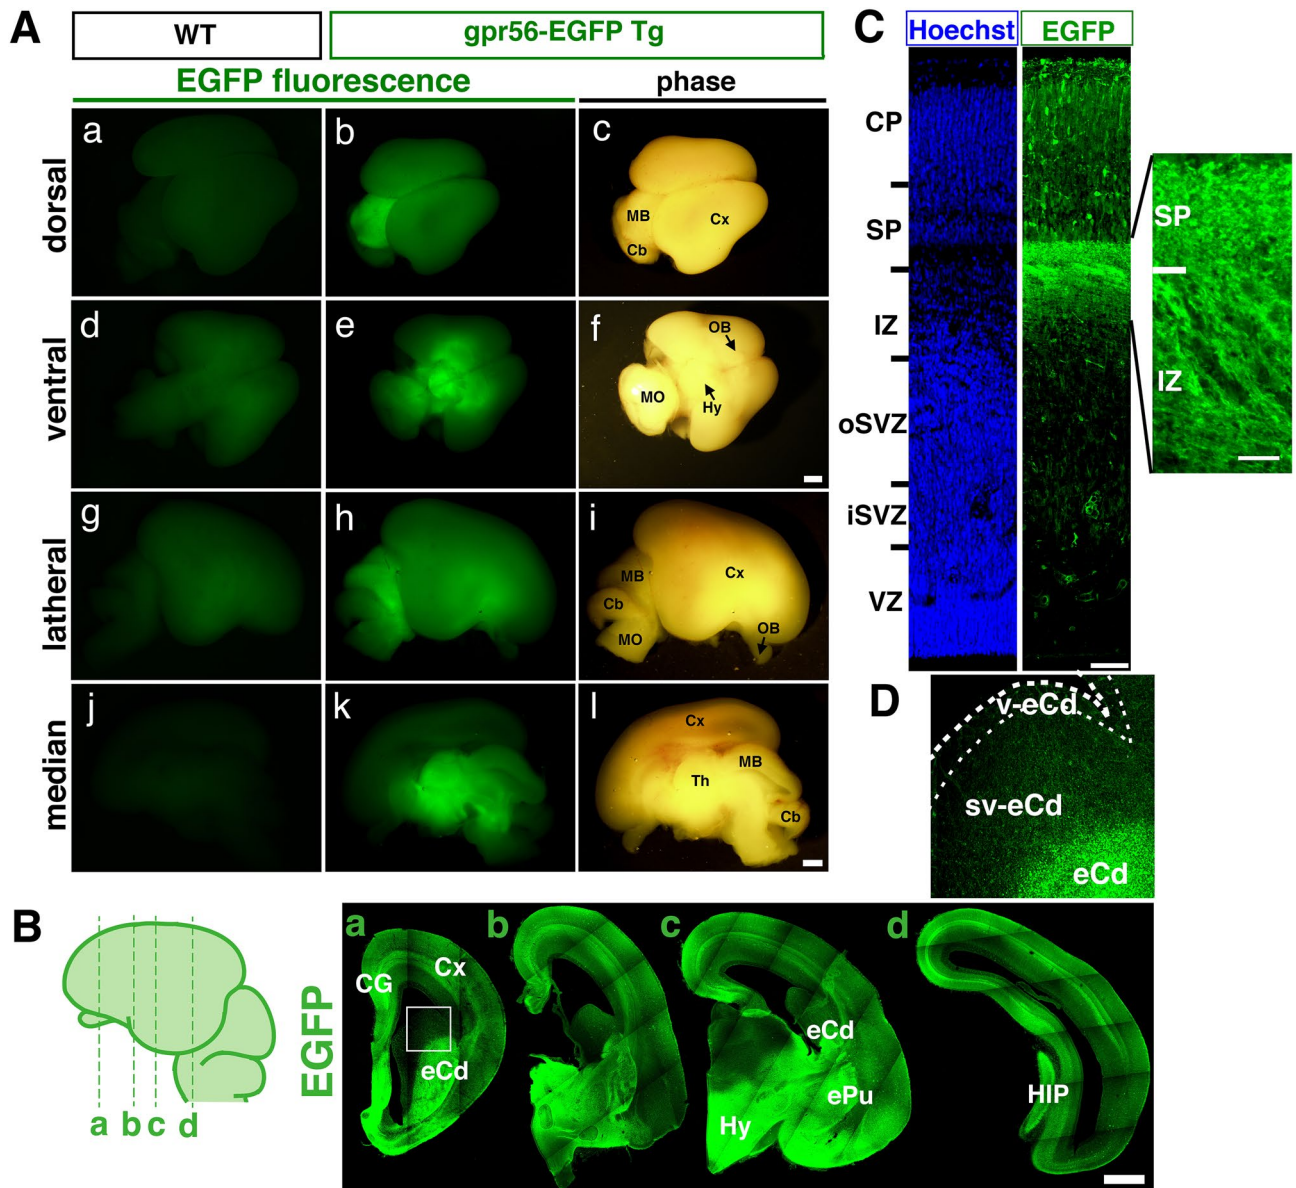 A
WT
gpr56-EGFP Tg
EGFP fluorescence
phase
dorsal
a
b
c
MB
Cx
Cb
ventral
d
e
f
OB
MO
Hy
latheral
g
h
i
MB
Cx
Cb
MO
OB
median
j
k
l
Cx
MB
Th
Cb
B
a
b
c
d
EGFP
a
CG
Cx
eCd
b
c
eCd
ePu
Hy
d
HIP
C
Hoechst
EGFP
CP
SP
IZ
oSVZ
iSVZ
VZ
SP
IZ
D
v-eCd
sv-eCd
eCd